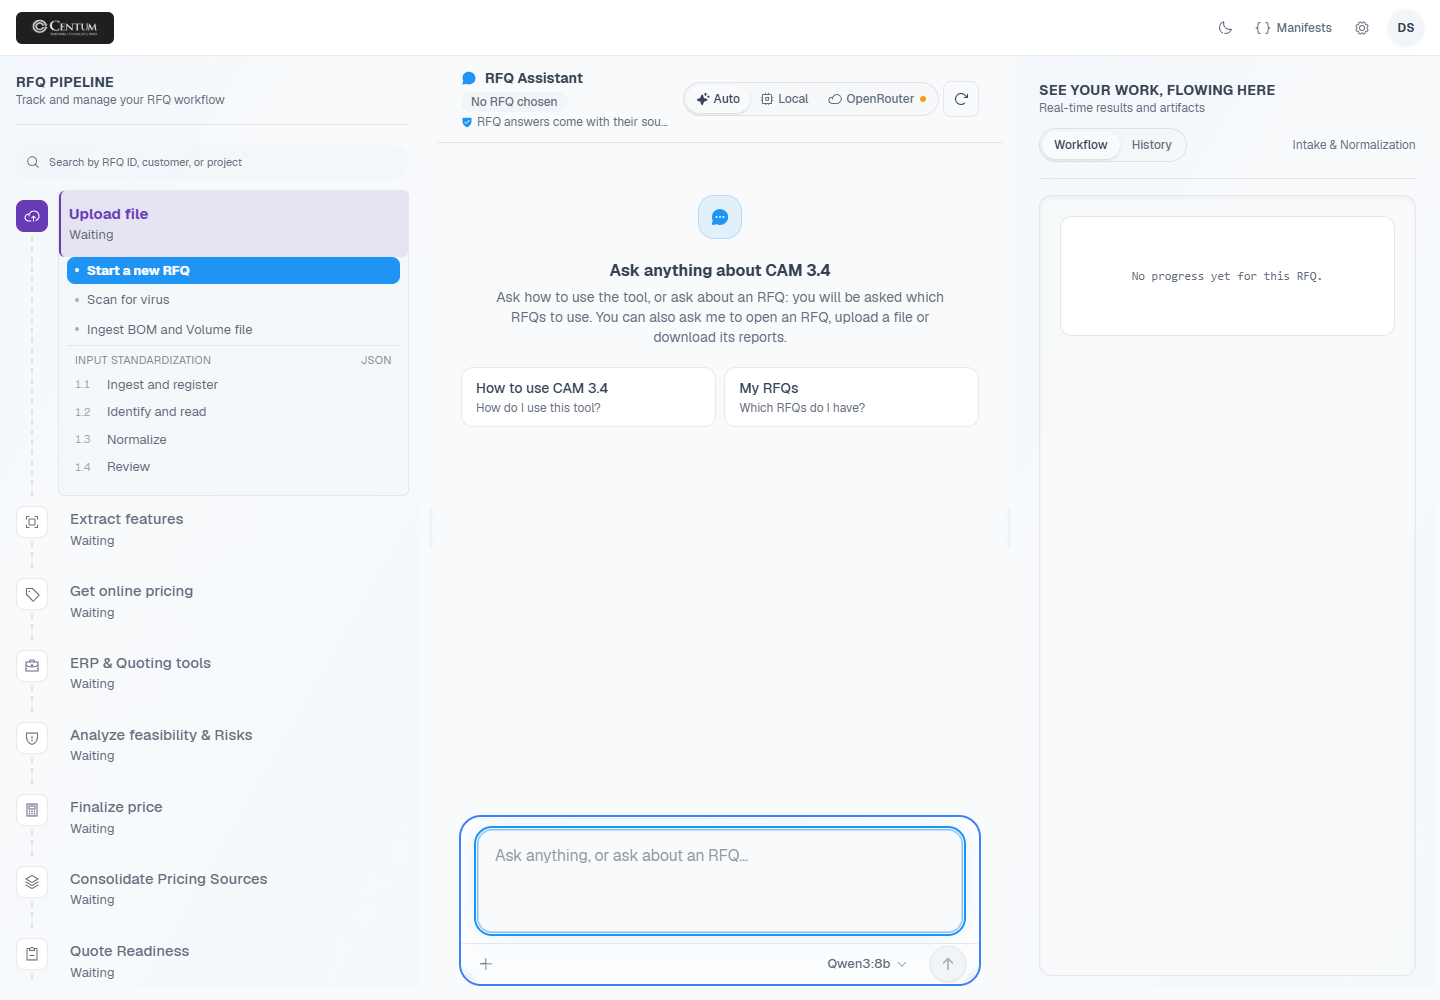 CENTUM
Manifests
DS
RFQ PIPELINE
Track and manage your RFQ workflow
Search by RFQ ID, customer, or project
Upload file
Waiting
Start a new RFQ
Scan for virus
Ingest BOM and Volume file
INPUT STANDARDIZATION JSON
1.1 Ingest and register
1.2 Identify and read
1.3 Normalize
1.4 Review
Extract features
Waiting
Get online pricing
Waiting
ERP & Quoting tools
Waiting
Analyze feasibility & Risks
Waiting
Finalize price
Waiting
Consolidate Pricing Sources
Waiting
Quote Readiness
Waiting
RFQ Assistant
No RFQ chosen
RFQ answers come with their sou...
Auto Local OpenRouter
Ask anything about CAM 3.4
Ask how to use the tool, or ask about an RFQ: you will be asked which
RFQs to use. You can also ask me to open an RFQ, upload a file or
download its reports.
How to use CAM 3.4
How do I use this tool?
My RFQs
Which RFQs do I have?
Ask anything, or ask about an RFQ...
Qwen3:8b
SEE YOUR WORK, FLOWING HERE
Real-time results and artifacts
Workflow History Intake & Normalization
No progress yet for this RFQ.